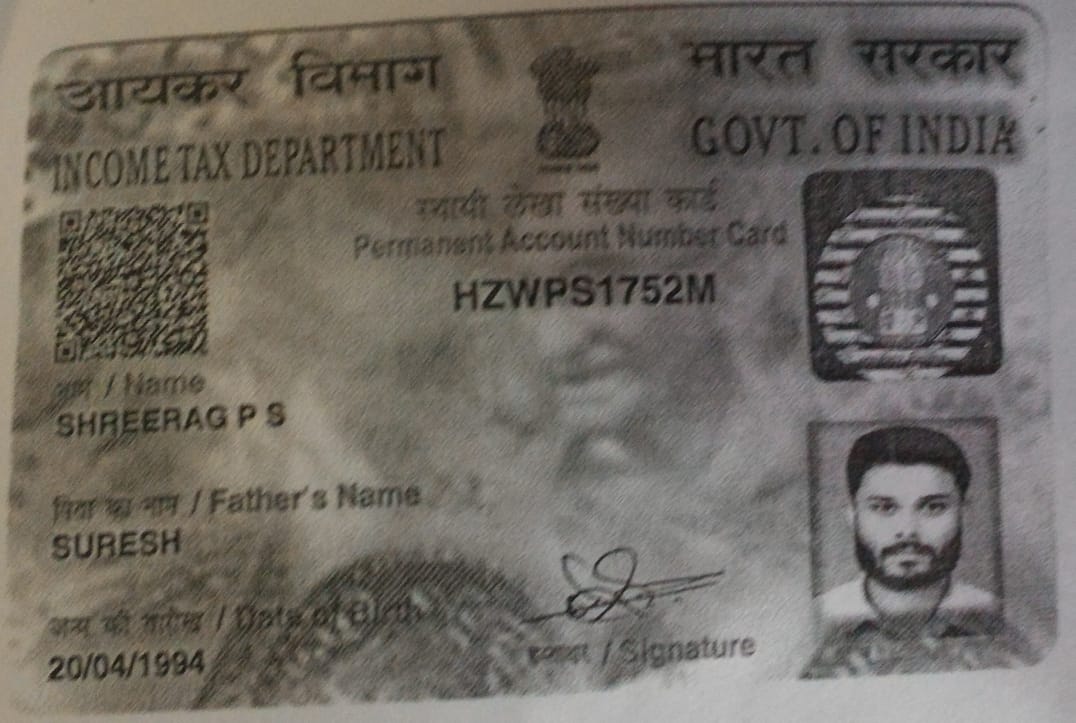 आयकर विभाग
INCOME TAX DEPARTMENT
भारत सरकार
GOVT. OF INDIA
स्थायी लेखा संख्या कार्ड
Permanent Account Number Card
HZWPS1752M
नाम / Name
SHREERAG P S
पिता का नाम / Father's Name
SURESH
जन्म की तारीख / Date of Birth
20/04/1994
हस्ताक्षर / Signature